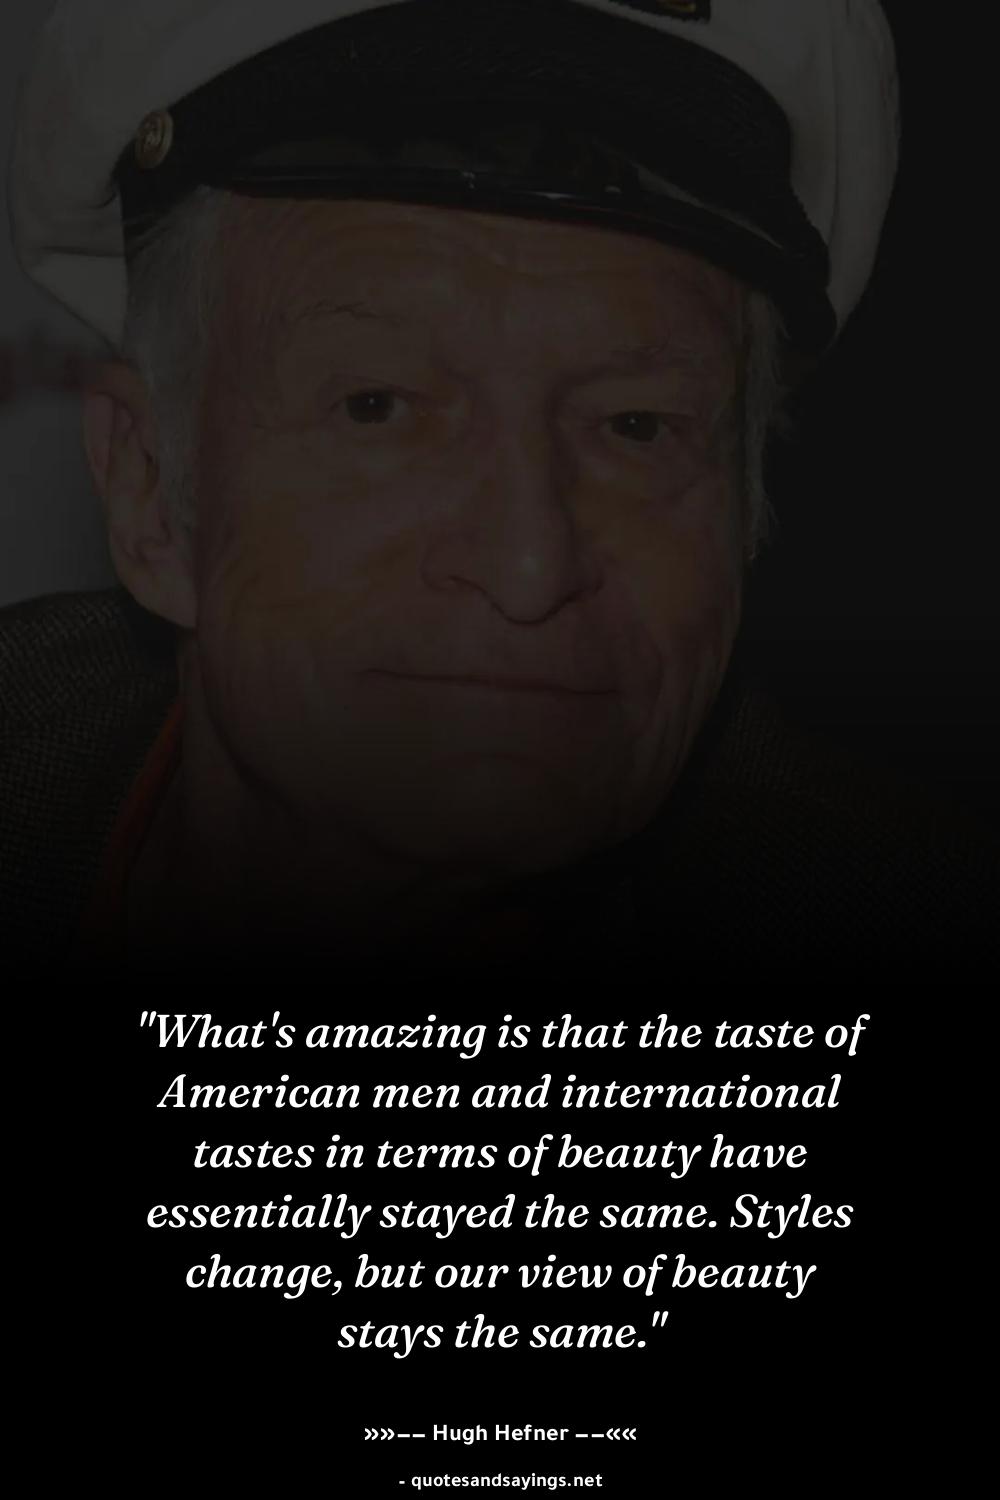 "What's amazing is that the taste of
American men and international
tastes in terms of beauty have
essentially stayed the same. Styles
change, but our view of beauty
stays the same."
»»-- Hugh Hefner --««
- quotesandsayings.net